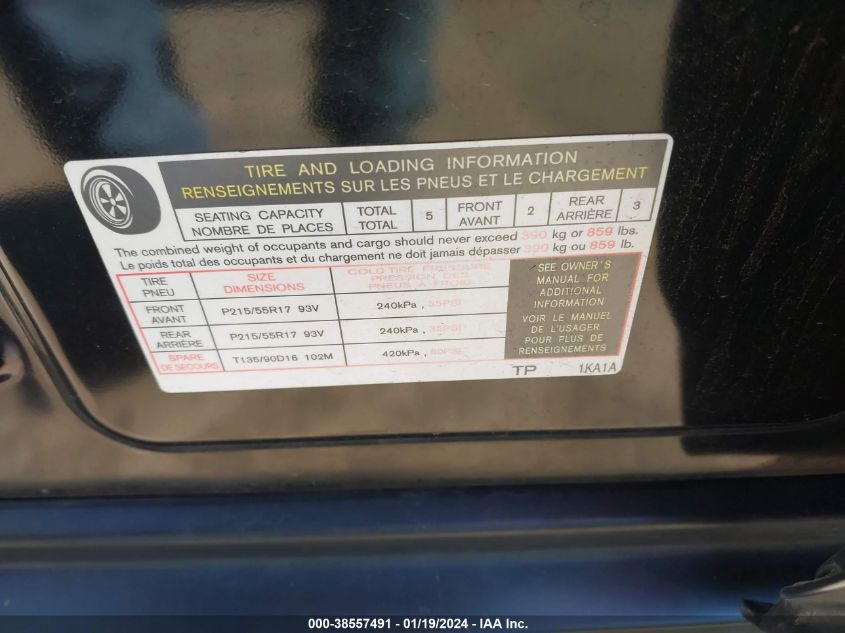 TIRE AND LOADING INFORMATION
RENSEIGNEMENTS SUR LES PNEUS ET LE CHARGEMENT
SEATING CAPACITY
NOMBRE DE PLACES
TOTAL
TOTAL
5
FRONT
AVANT
2
REAR
ARRIÈRE
3
The combined weight of occupants and cargo should never exceed 390 kg or 859 lbs.
Le poids total des occupants et du chargement ne doit jamais dépasser 390 kg ou 859 lb.
TIRE
PNEU
SIZE
DIMENSIONS
COLD TIRE PRESSURE
PRESSION DES
PNEUS A FROID
FRONT
AVANT
P215/55R17 93V
240kPa , 35PSI
REAR
ARRIÈRE
P215/55R17 93V
240kPa , 35PSI
SPARE
DE SECOURS
T135/90D16 102M
420kPa , 60PSI
SEE OWNER'S
MANUAL FOR
ADDITIONAL
INFORMATION
VOIR LE MANUEL
DE L'USAGER
POUR PLUS DE
RENSEIGNEMENTS
TP 1KA1A
000-38557491 - 01/19/2024 - IAA Inc.